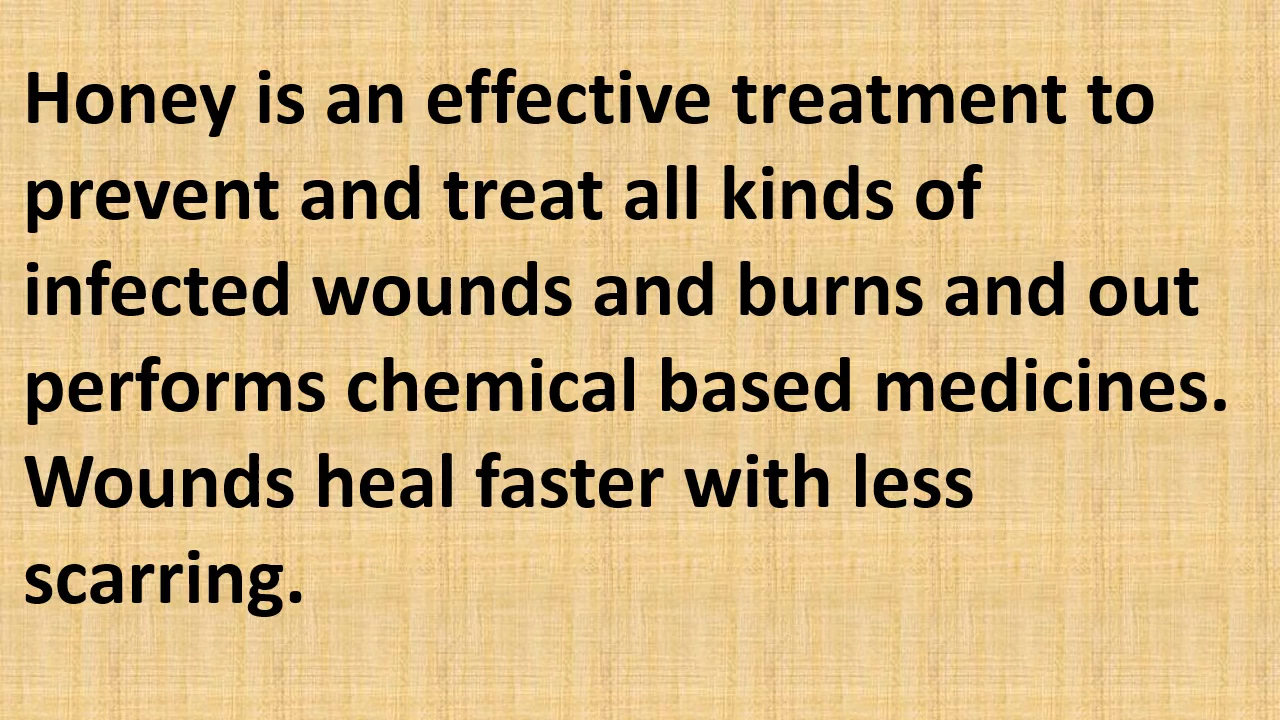 Honey is an effective treatment to
prevent and treat all kinds of
infected wounds and burns and out
performs chemical based medicines.
Wounds heal faster with less
scarring.